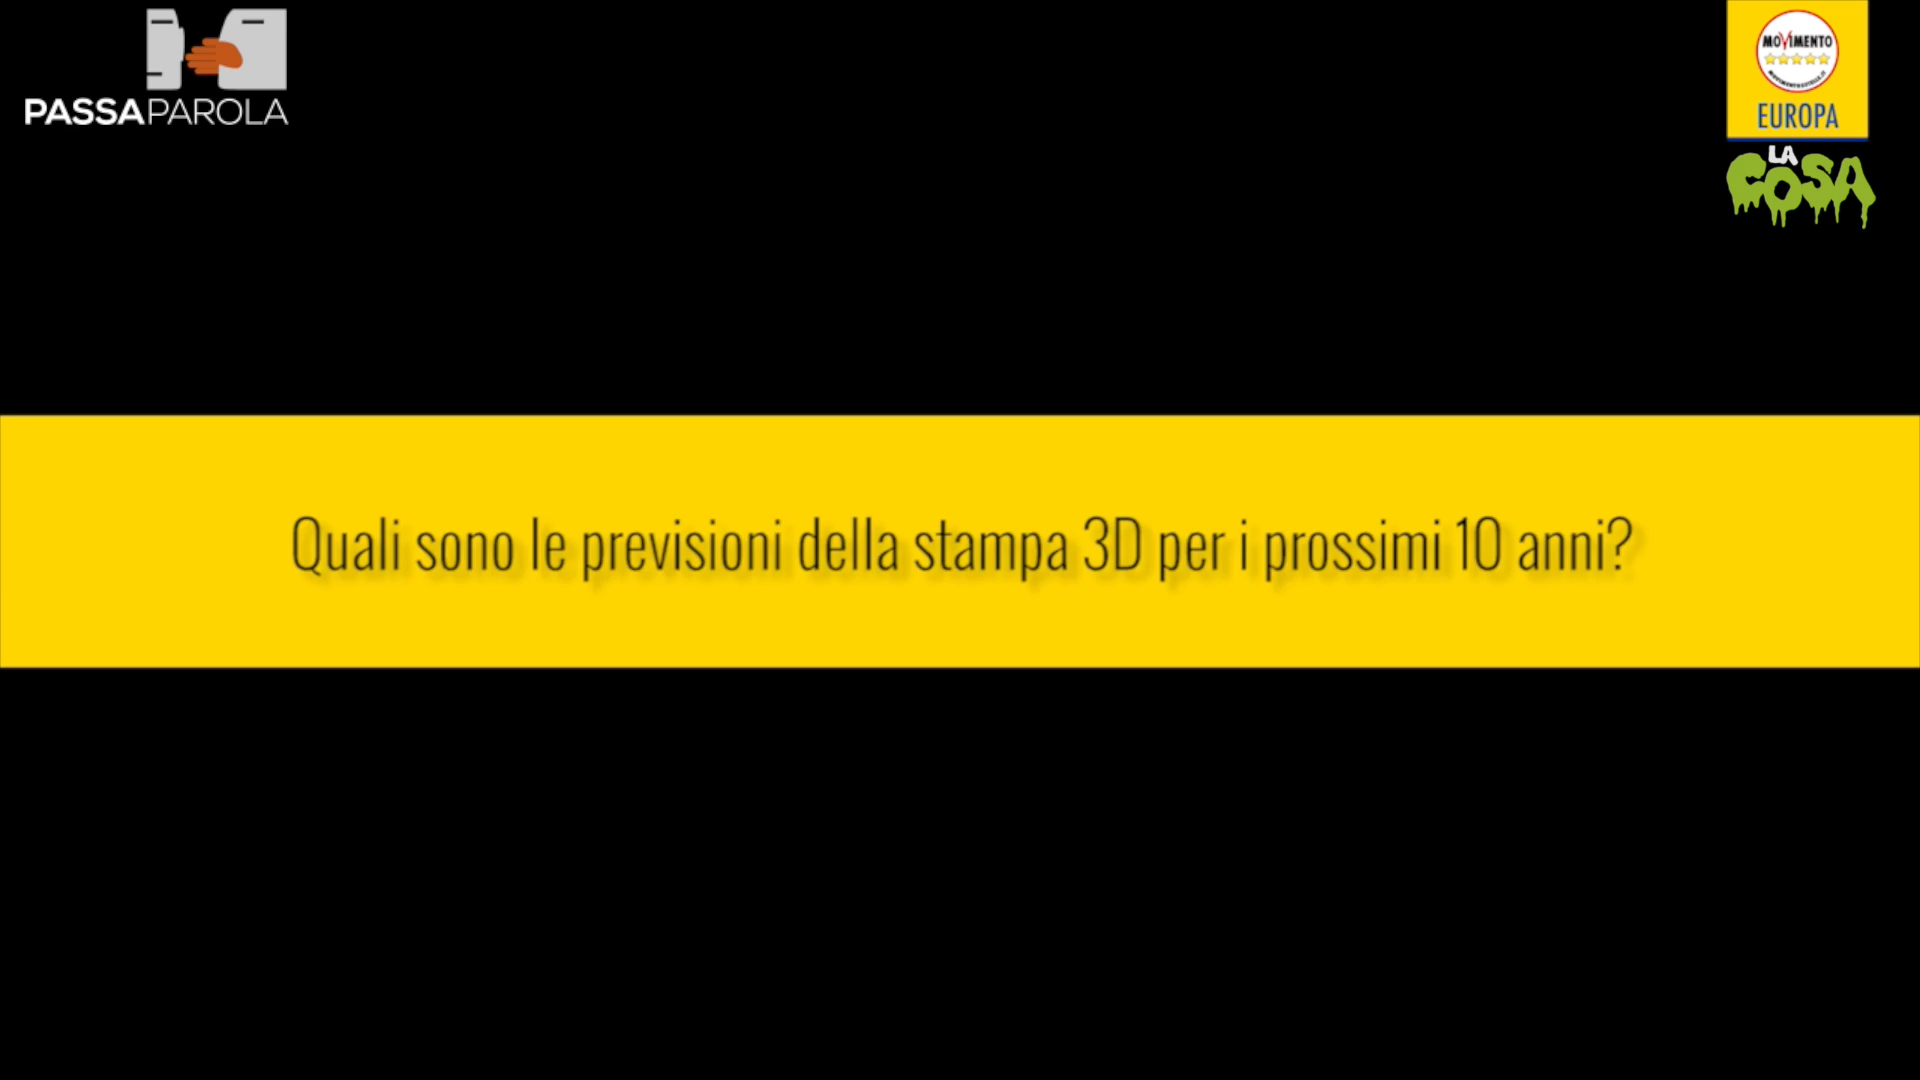 PASSAPAROLA
MOVIMENTO
EUROPA
LA
COSA
Quali sono le previsioni della stampa 3D per i prossimi 10 anni?